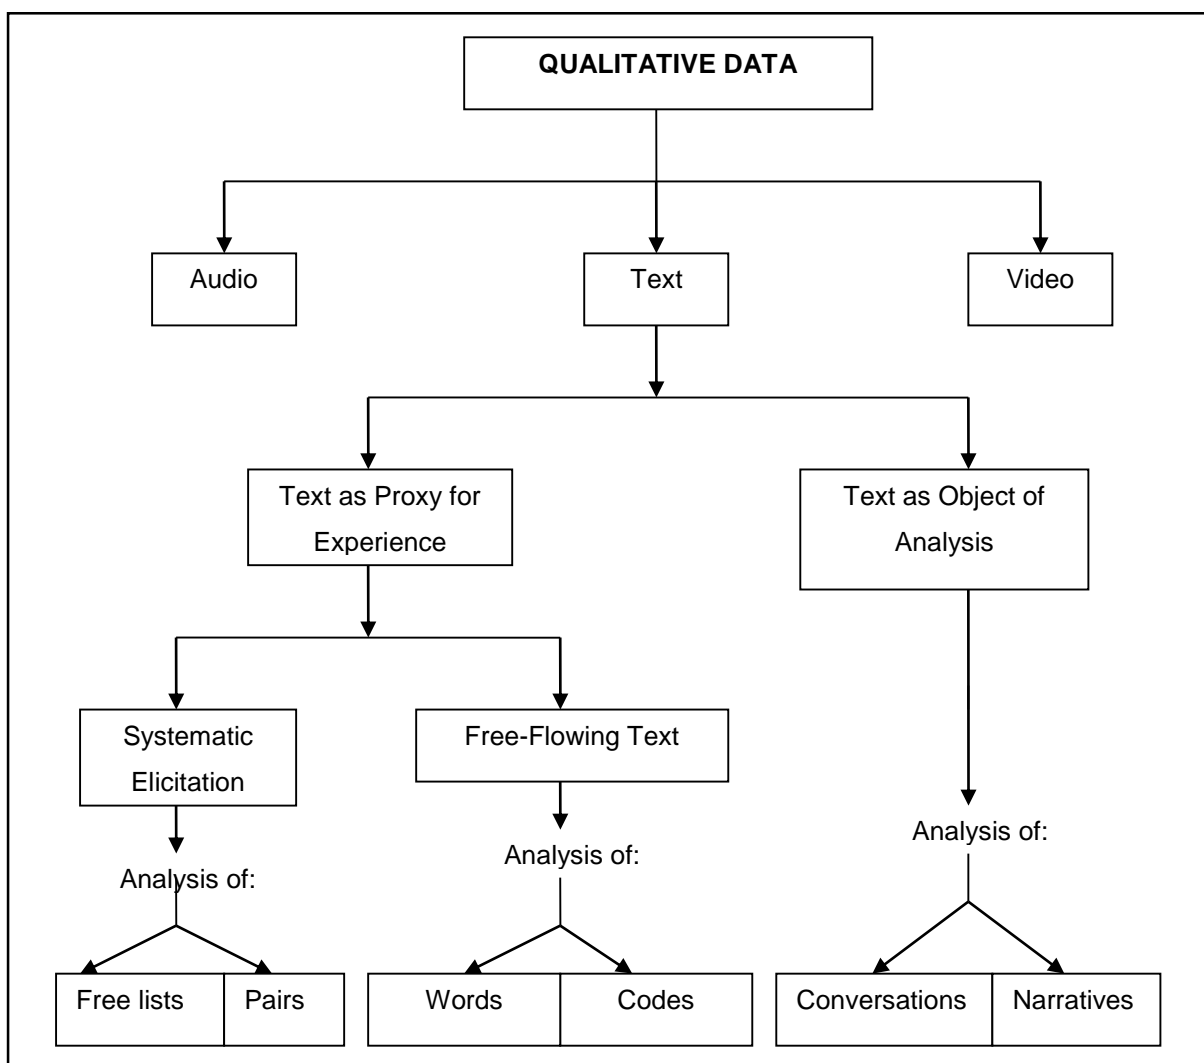 QUALITATIVE DATA
Audio
Text
Video
Text as Proxy for
Experience
Text as Object of
Analysis
Systematic
Elicitation
Free-Flowing Text
Analysis of:
Analysis of:
Analysis of:
Free lists
Pairs
Words
Codes
Conversations
Narratives